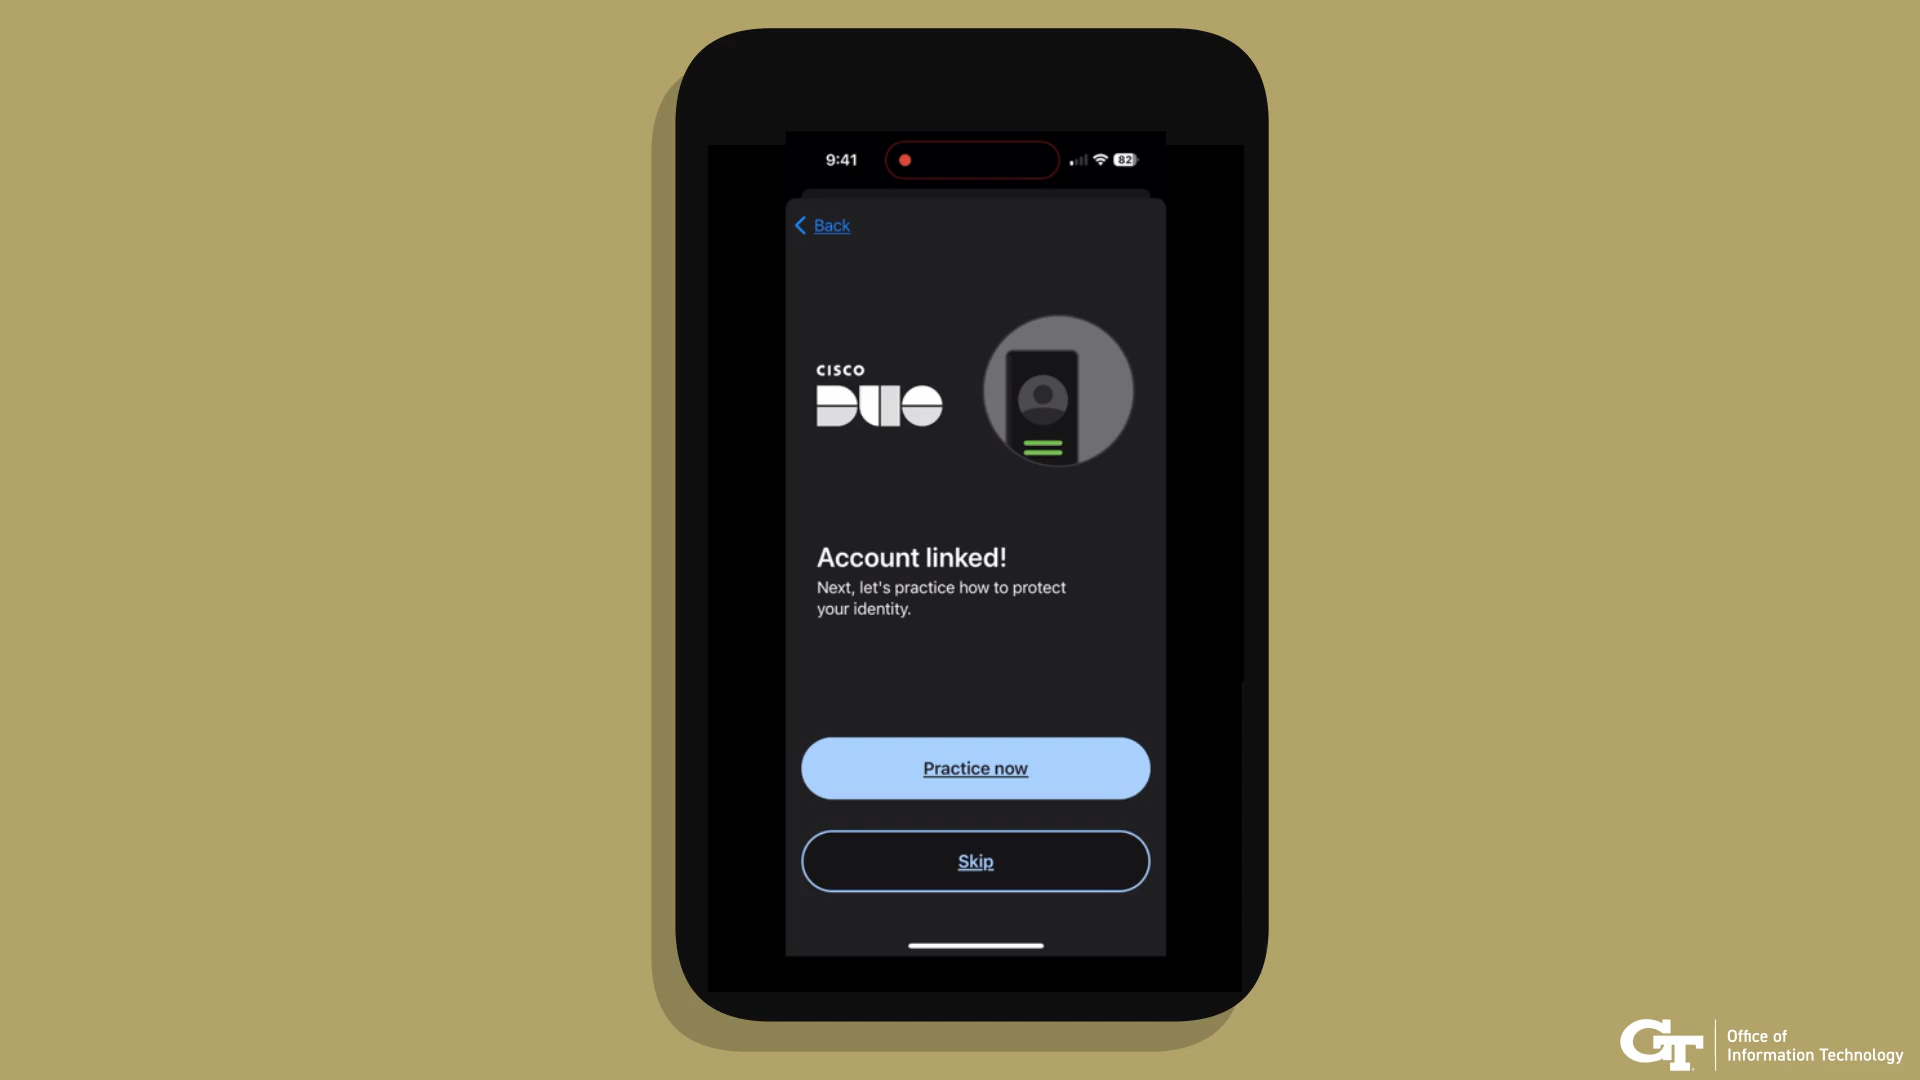 9:41
82
Back
CISCO
DUO
Account linked!
Next, let's practice how to protect
your identity.
Practice now
Skip
GT
Office of
Information Technology